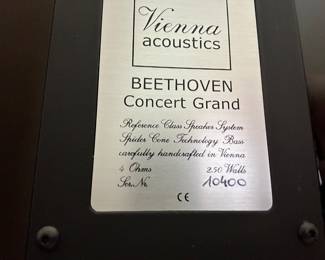 Vienna
acoustics
BEETHOVEN
Concert Grand
Reference Class Speaker System
Spider Cone Technology Bass
carefully handcrafted in Vienna
4 Ohms 250 Watts
Ser. Nr. 10400
CE